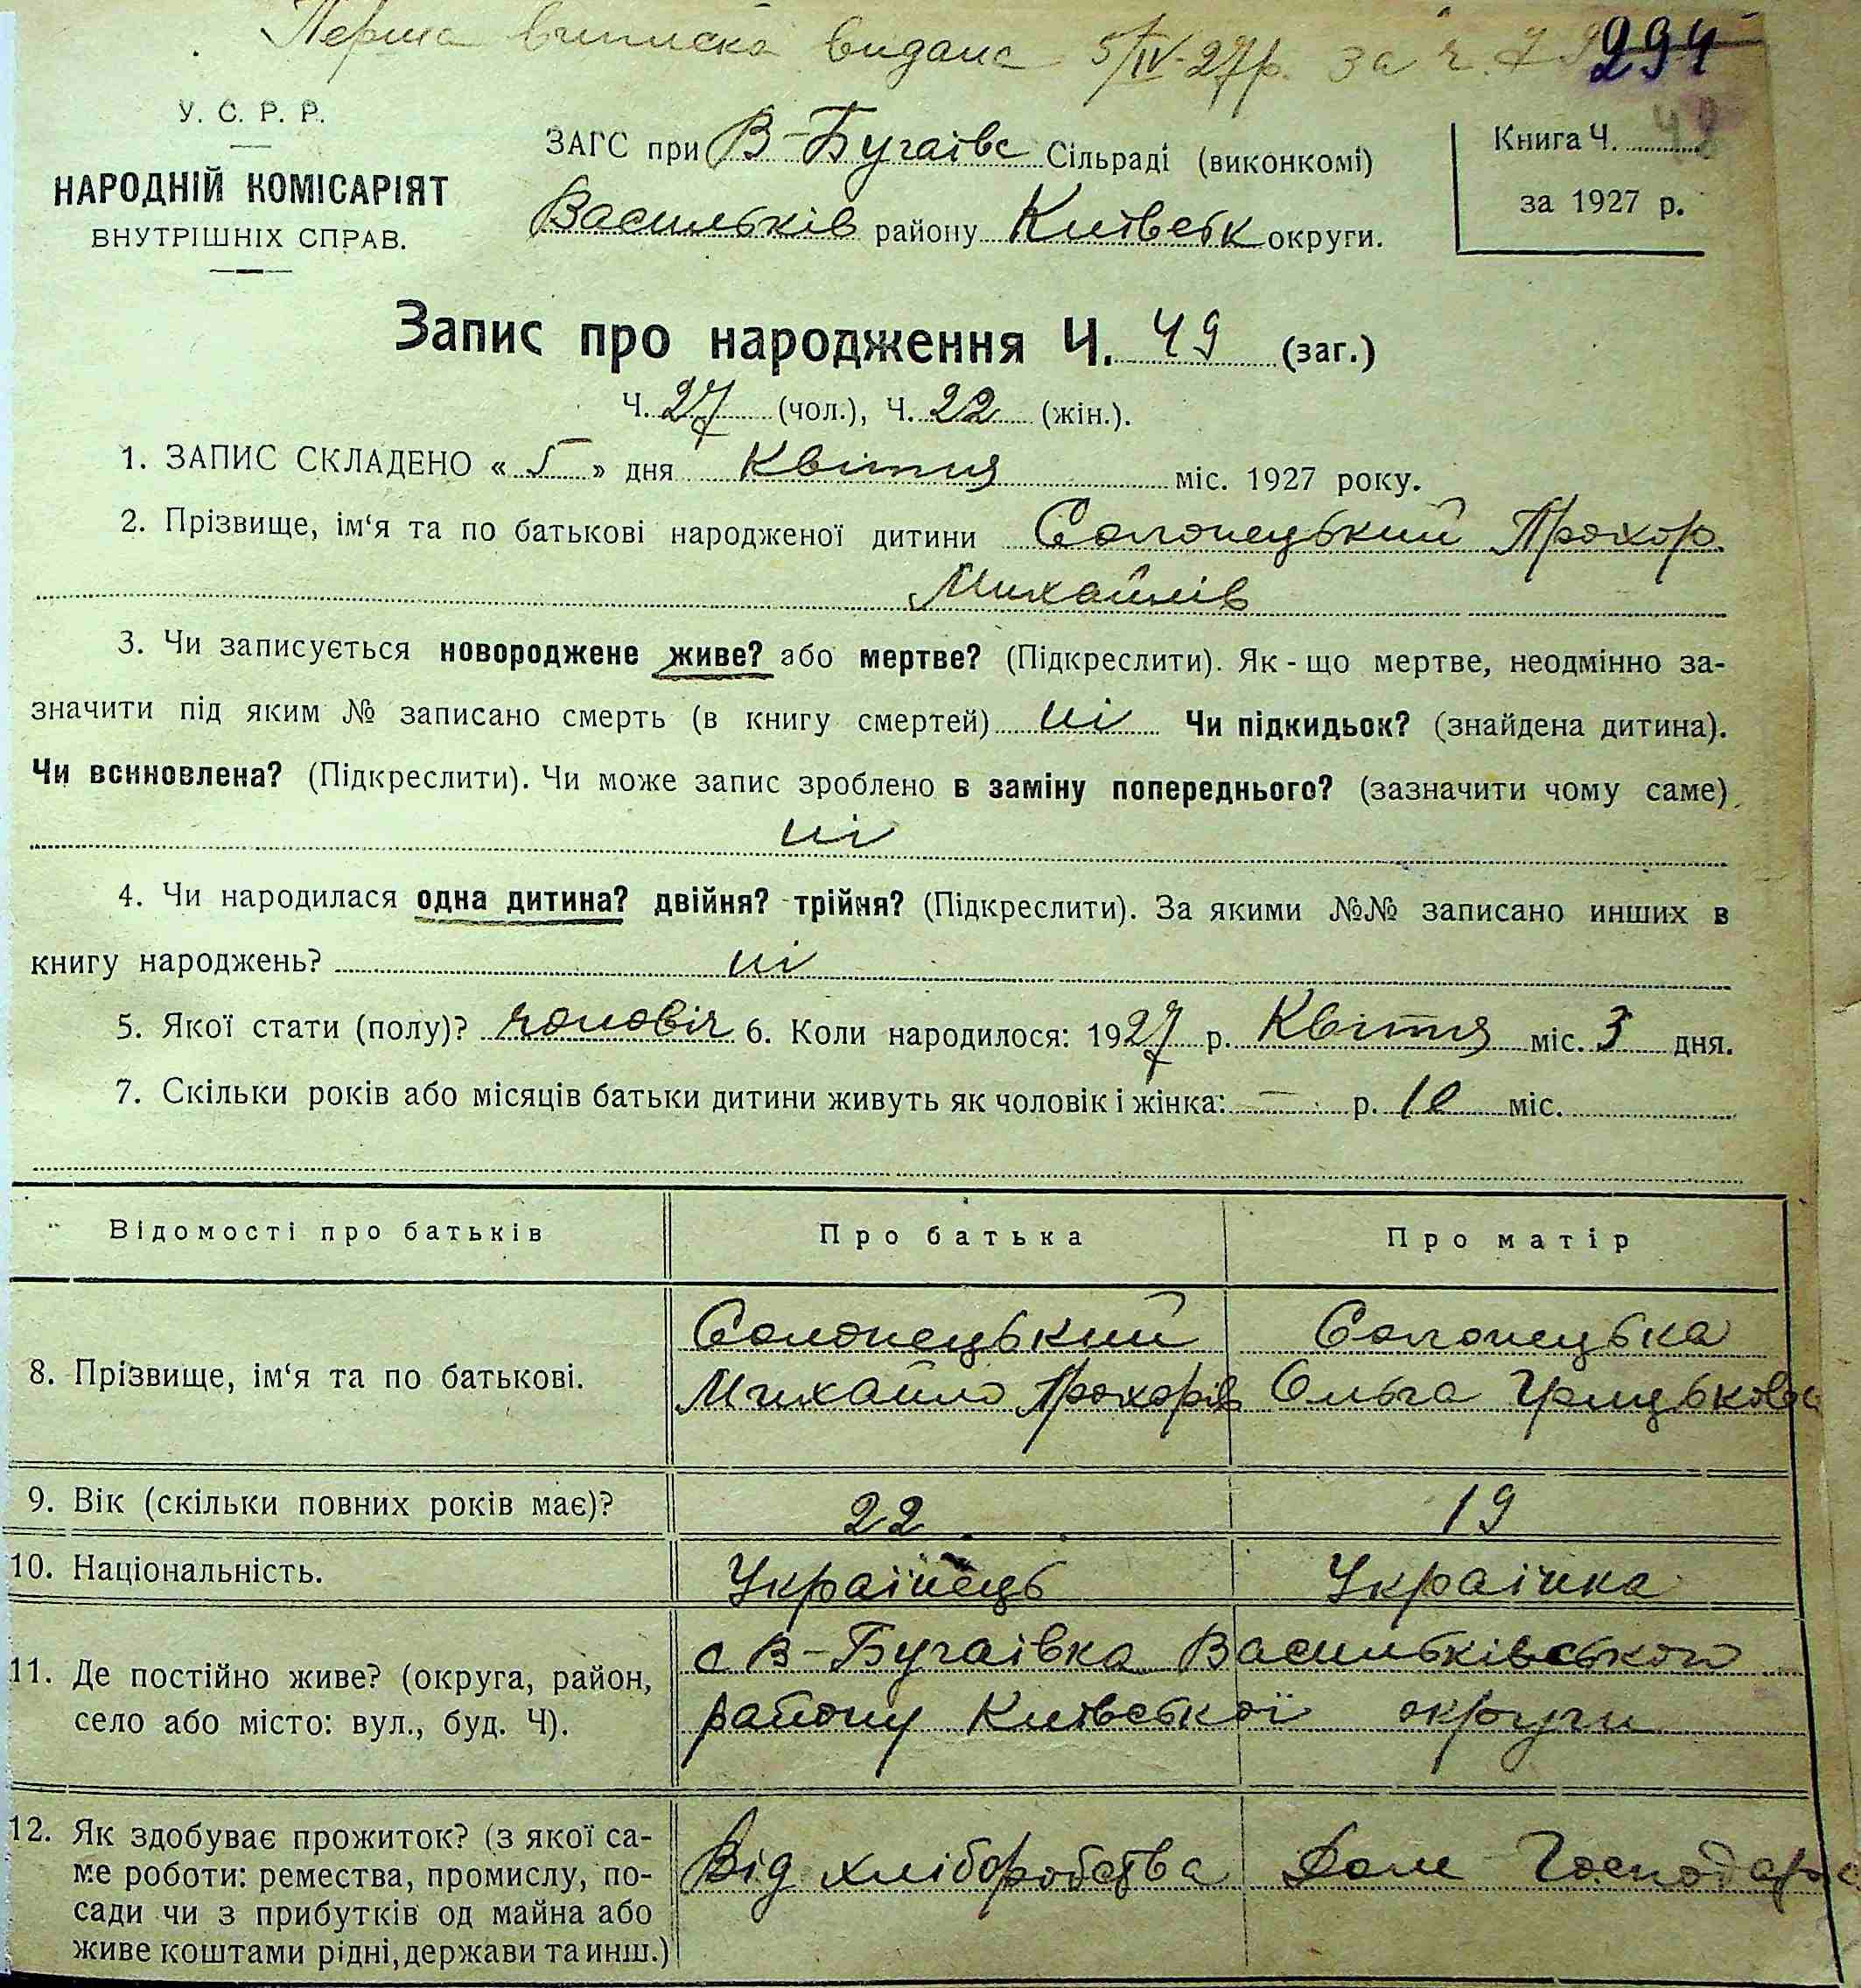 Перша виписка видана 5/IV-27р. за ч.
294
У. С. Р. Р.
НАРОДНІЙ КОМІСАРІЯТ
ВНУТРІШНІХ СПРАВ.
ЗАГС при В-Бугаївс Сільраді (виконкомі)
Васильків району Київськ округи.
Книга Ч.
за 1927 р.
Запис про народження Ч. 49 (заг.)
Ч. 27 (чол.), Ч. 22 (жін.).
1. ЗАПИС СКЛАДЕНО « 5 » дня Квітня міс. 1927 року.
2. Прізвище, ім‘я та по батькові народженої дитини Солонецький Прохор
Михайлів
3. Чи записується новороджене живе? або мертве? (Підкреслити). Як - що мертве, неодмінно за-
значити під яким № записано смерть (в книгу смертей) ні Чи підкидьок? (знайдена дитина).
Чи всиновлена? (Підкреслити). Чи може запис зроблено в заміну попереднього? (зазначити чому саме)
ні
4. Чи народилася одна дитина? двійня? трійня? (Підкреслити). За якими №№ записано инших в
книгу народжень? ні
5. Якої стати (полу)? чоловіч 6. Коли народилося: 1927 р. Квітня міс. 3 дня.
7. Скільки років або місяців батьки дитини живуть як чоловік і жінка: — р. 10 міс.
Відомості про батьків Про батька Про матір
8. Прізвище, ім‘я та по батькові.
Солонецький Солонецька
Михайло Прохорів Ольга Грицькова
9. Вік (скільки повних років має)? 22 19
10. Національність. Українець Українка
11. Де постійно живе? (округа, район,
село або місто: вул., буд. Ч).
с В-Бугаївка Васильківського
району Київської округи
12. Як здобуває прожиток? (з якої са-
ме роботи: ремества, промислу, по-
сади чи з прибутків од майна або
живе коштами рідні, держави та инш.)
Від хліборобства Дом Господарс